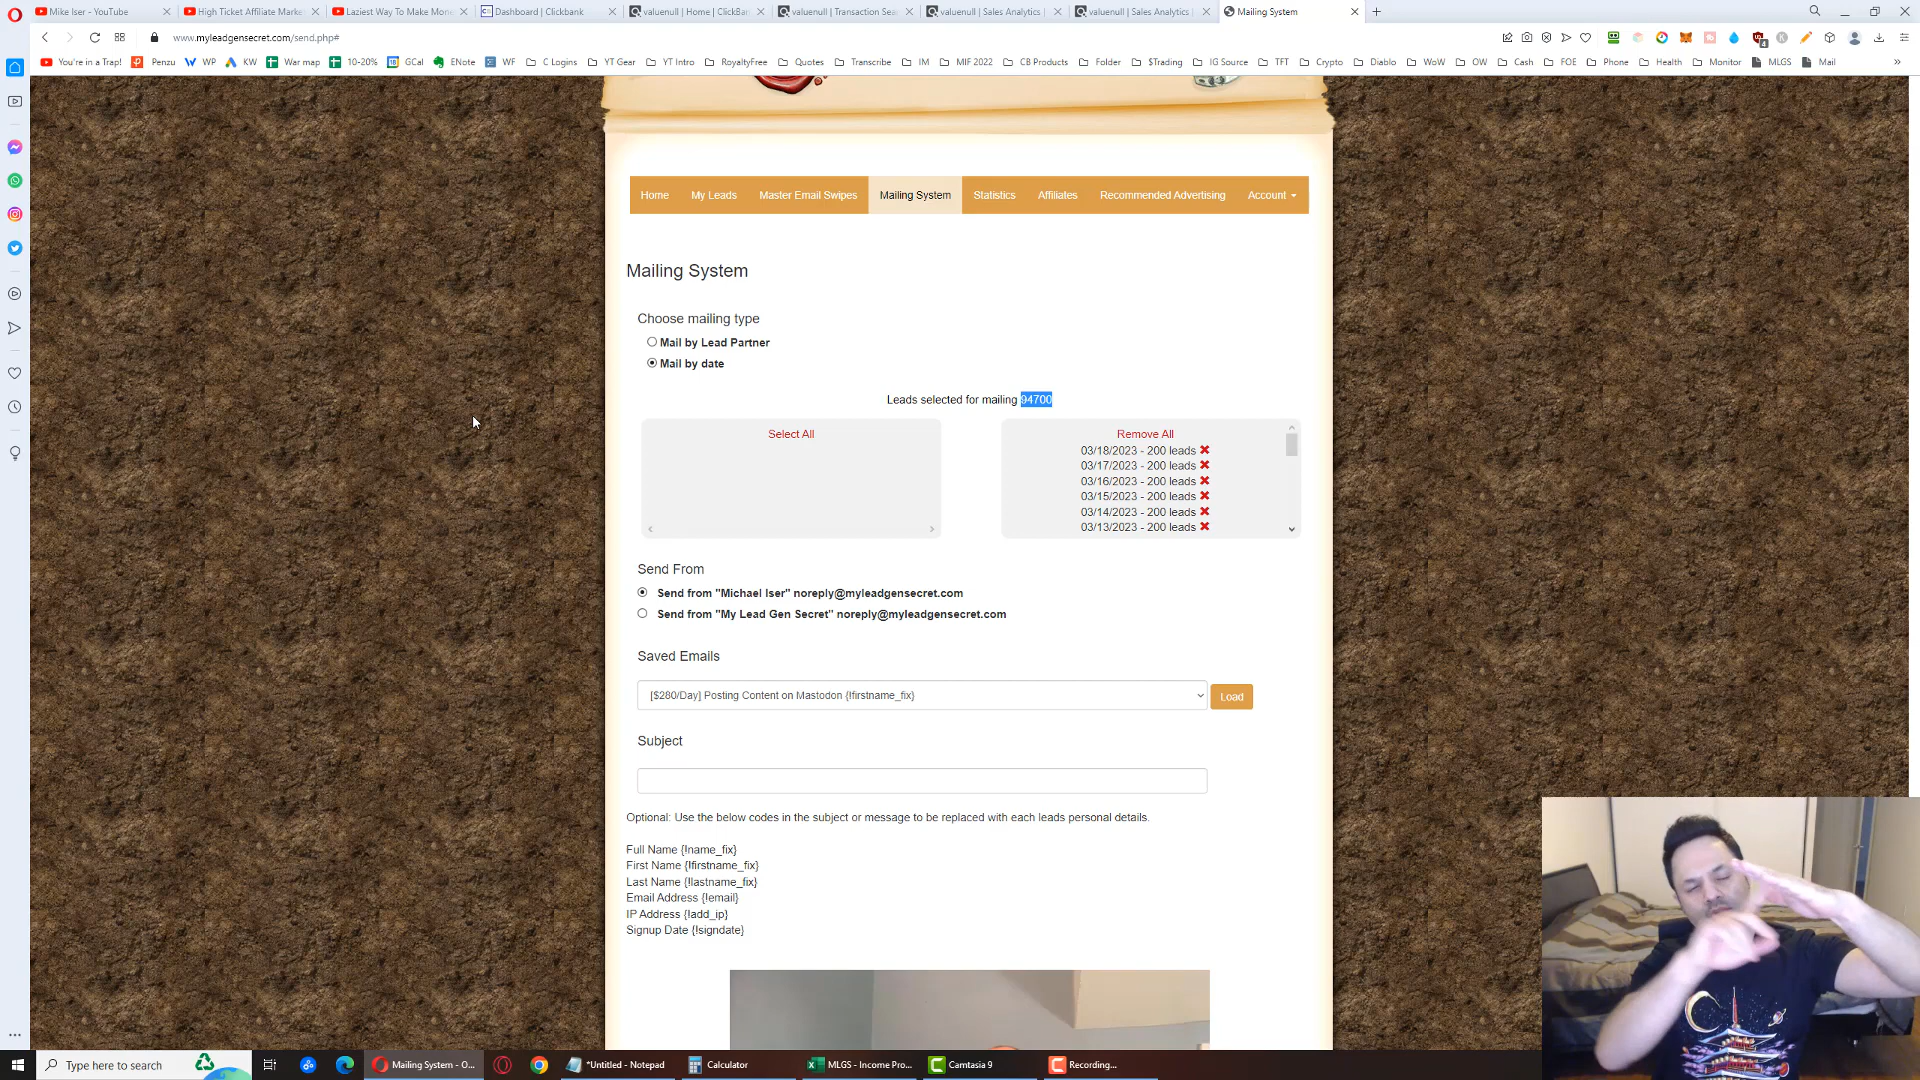 Mike Iser - YouTube
High Ticket Affiliate Market
Laziest Way To Make Mone
Dashboard | Clickbank
valuenull | Home | ClickBan
valuenull | Transaction Sea
valuenull | Sales Analytics
valuenull | Sales Analytics
Mailing System
www.myleadgensecret.com/send.php#
You're in a Trap!
Penzu
WP
KW
War map
10-20%
GCal
ENote
WF
C Logins
YT Gear
YT Intro
RoyaltyFree
Quotes
Transcribe
IM
MIF 2022
CB Products
Folder
$Trading
IG Source
TFT
Crypto
Diablo
WoW
OW
Cash
FOE
Phone
Health
Monitor
MLGS
Mail
Home
My Leads
Master Email Swipes
Mailing System
Statistics
Affiliates
Recommended Advertising
Account
Mailing System
Choose mailing type
Mail by Lead Partner
Mail by date
Leads selected for mailing 94700
Select All
Remove All
03/18/2023 - 200 leads
03/17/2023 - 200 leads
03/16/2023 - 200 leads
03/15/2023 - 200 leads
03/14/2023 - 200 leads
03/13/2023 - 200 leads
Send From
Send from "Michael Iser" noreply@myleadgensecret.com
Send from "My Lead Gen Secret" noreply@myleadgensecret.com
Saved Emails
[$280/Day] Posting Content on Mastodon {!firstname_fix}
Load
Subject
Optional: Use the below codes in the subject or message to be replaced with each leads personal details.
Full Name {!name_fix}
First Name {!firstname_fix}
Last Name {!lastname_fix}
Email Address {!email}
IP Address {!add_ip}
Signup Date {!signdate}
Type here to search
Mailing System - O...
*Untitled - Notepad
Calculator
MLGS - Income Pro...
Camtasia 9
Recording...